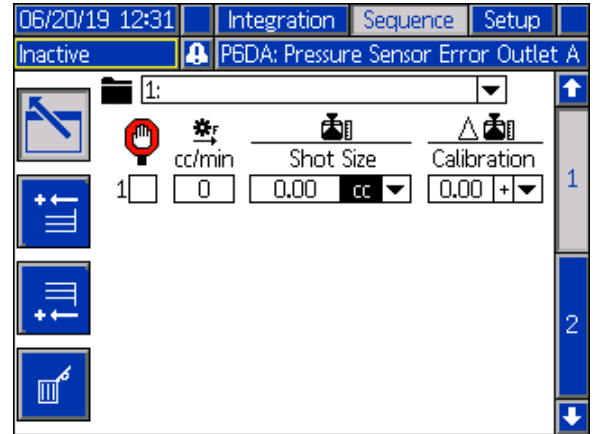 06/20/19 12:31 Integration Sequence Setup
Inactive P6DA: Pressure Sensor Error Outlet A
1:
cc/min Shot Size Calibration
1 0 0.00 cc 0.00 +
1
2